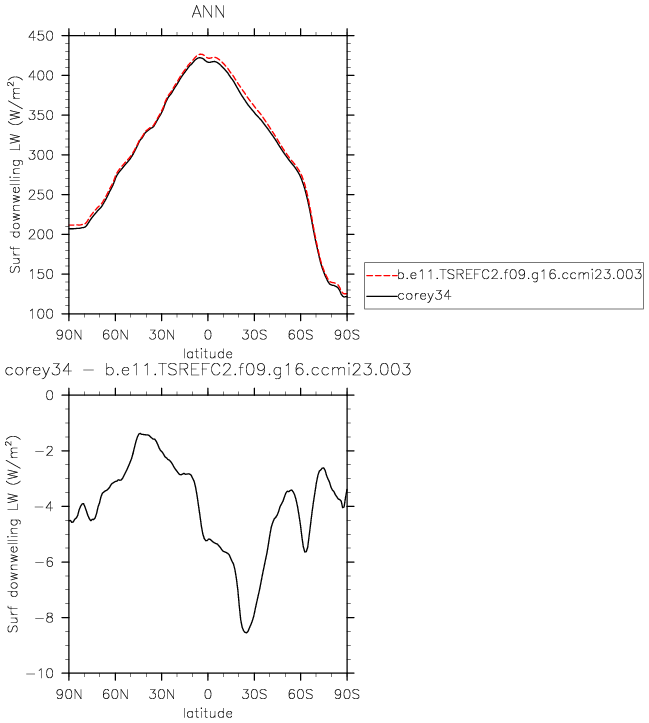 ANN
450
400
350
300
250
200
150
100
Surf downwelling LW (W/m²)
90N 60N 30N 0 30S 60S 90S
latitude
b.e11.TSREFC2.f09.g16.ccmi23.003
corey34
corey34 − b.e11.TSREFC2.f09.g16.ccmi23.003
0
−2
−4
−6
−8
−10
Surf downwelling LW (W/m²)
90N 60N 30N 0 30S 60S 90S
latitude